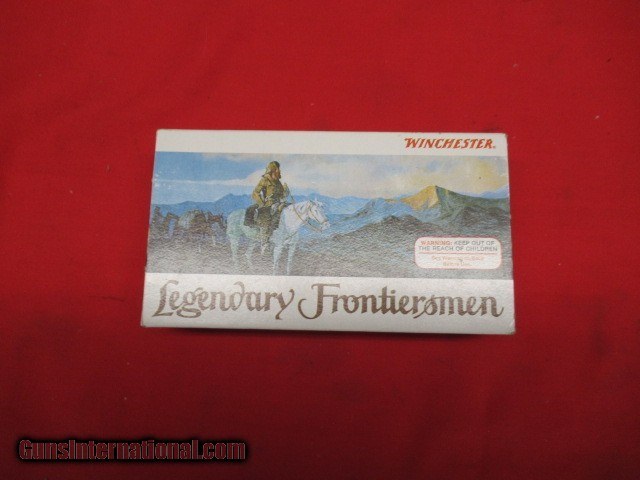 WINCHESTER®
WARNING: KEEP OUT OF
THE REACH OF CHILDREN
Legendary Frontiersmen
GunsInternational.com